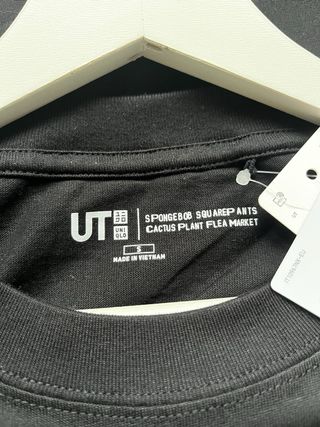 UT
UNI
QLO
SPONGEBOB SQUAREPANTS
CACTUS PLANT FLEA MARKET
S
MADE IN VIETNAM